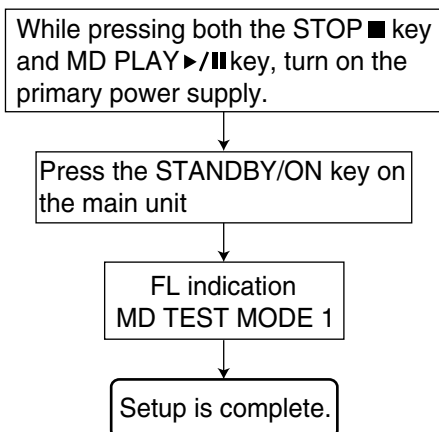 While pressing both the STOP ■ key
and MD PLAY ►/II key, turn on the
primary power supply.
Press the STANDBY/ON key on
the main unit
FL indication
MD TEST MODE 1
Setup is complete.